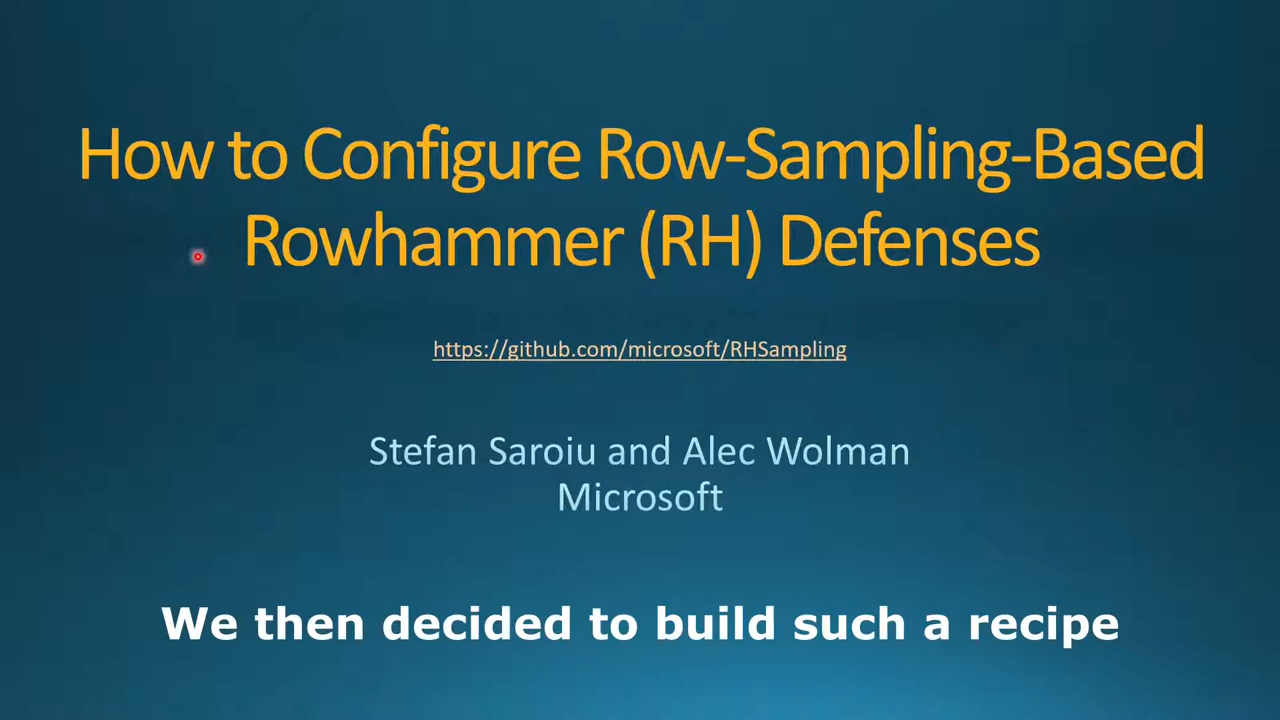 How to Configure Row-Sampling-Based
Rowhammer (RH) Defenses
https://github.com/microsoft/RHSampling
Stefan Saroiu and Alec Wolman
Microsoft
We then decided to build such a recipe